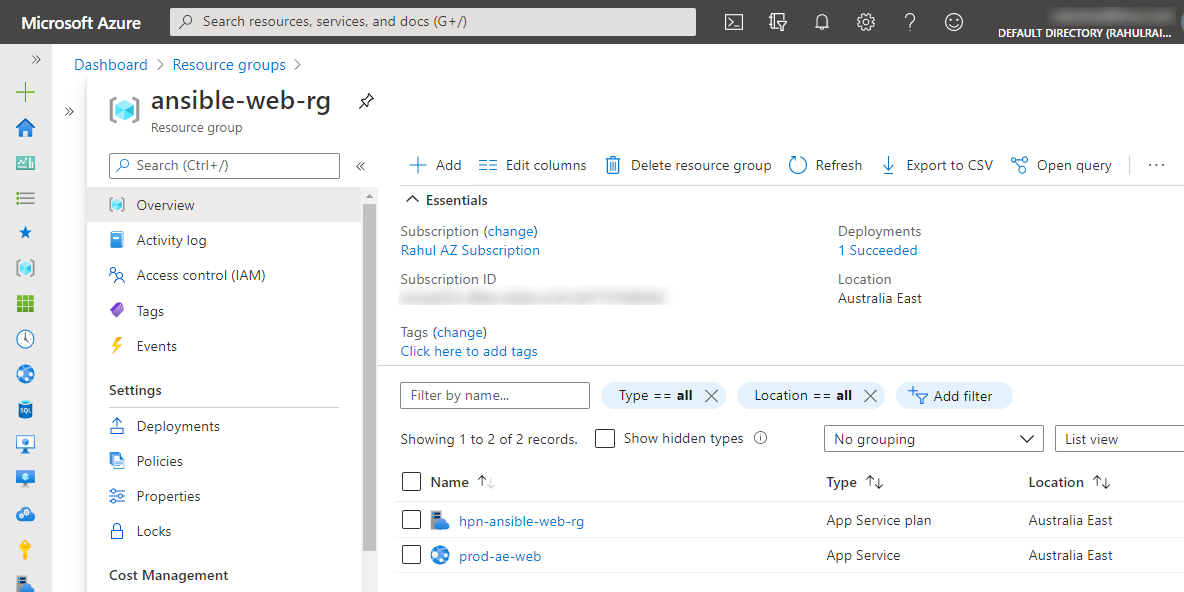 Microsoft Azure Search resources, services, and docs (G+/) DEFAULT DIRECTORY (RAHULRAI...
Dashboard > Resource groups >
ansible-web-rg
Resource group
Search (Ctrl+/)
Overview
Activity log
Access control (IAM)
Tags
Events
Settings
Deployments
Policies
Properties
Locks
Cost Management
SQL
Add Edit columns Delete resource group Refresh Export to CSV Open query ...
Essentials
Subscription (change)
Rahul AZ Subscription
Subscription ID
Tags (change)
Click here to add tags
Deployments
1 Succeeded
Location
Australia East
Filter by name... Type == all Location == all Add filter
Showing 1 to 2 of 2 records. Show hidden types No grouping List view
Name Type Location
hpn-ansible-web-rg App Service plan Australia East
prod-ae-web App Service Australia East